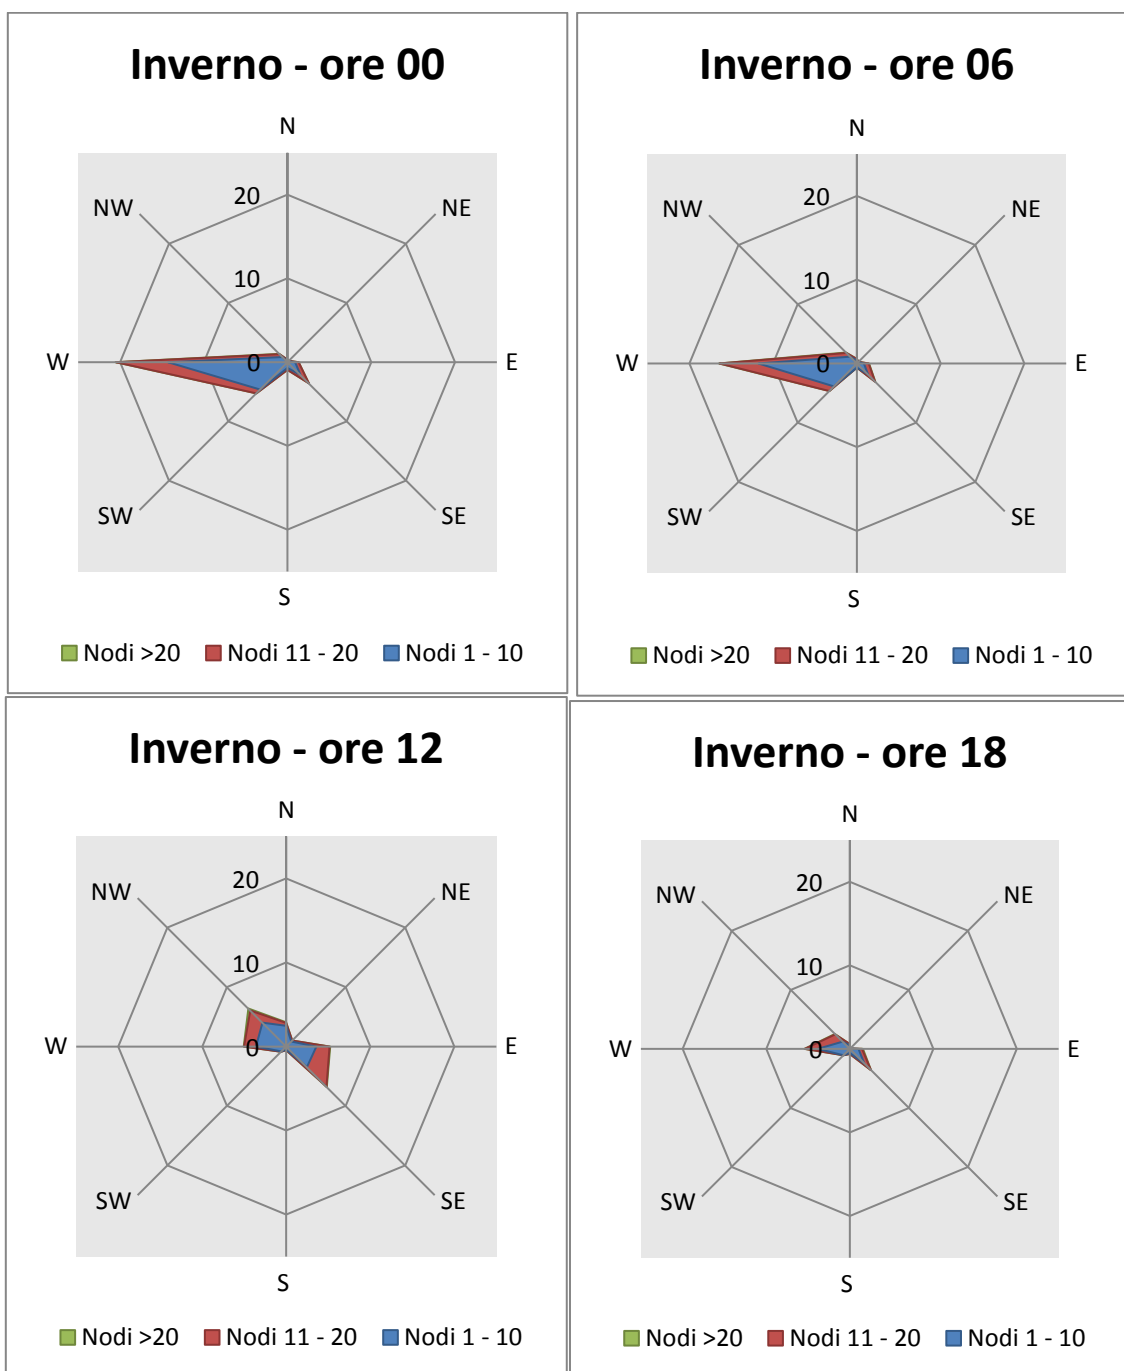 Inverno - ore 00
N
20
NW
NE
10
W
0
E
SW
SE
S
Nodi >20 Nodi 11 - 20 Nodi 1 - 10
Inverno - ore 06
N
20
NW
NE
10
W
0
E
SW
SE
S
Nodi >20 Nodi 11 - 20 Nodi 1 - 10
Inverno - ore 12
N
20
NW
NE
10
W
0
E
SW
SE
S
Nodi >20 Nodi 11 - 20 Nodi 1 - 10
Inverno - ore 18
N
20
NW
NE
10
W
0
E
SW
SE
S
Nodi >20 Nodi 11 - 20 Nodi 1 - 10